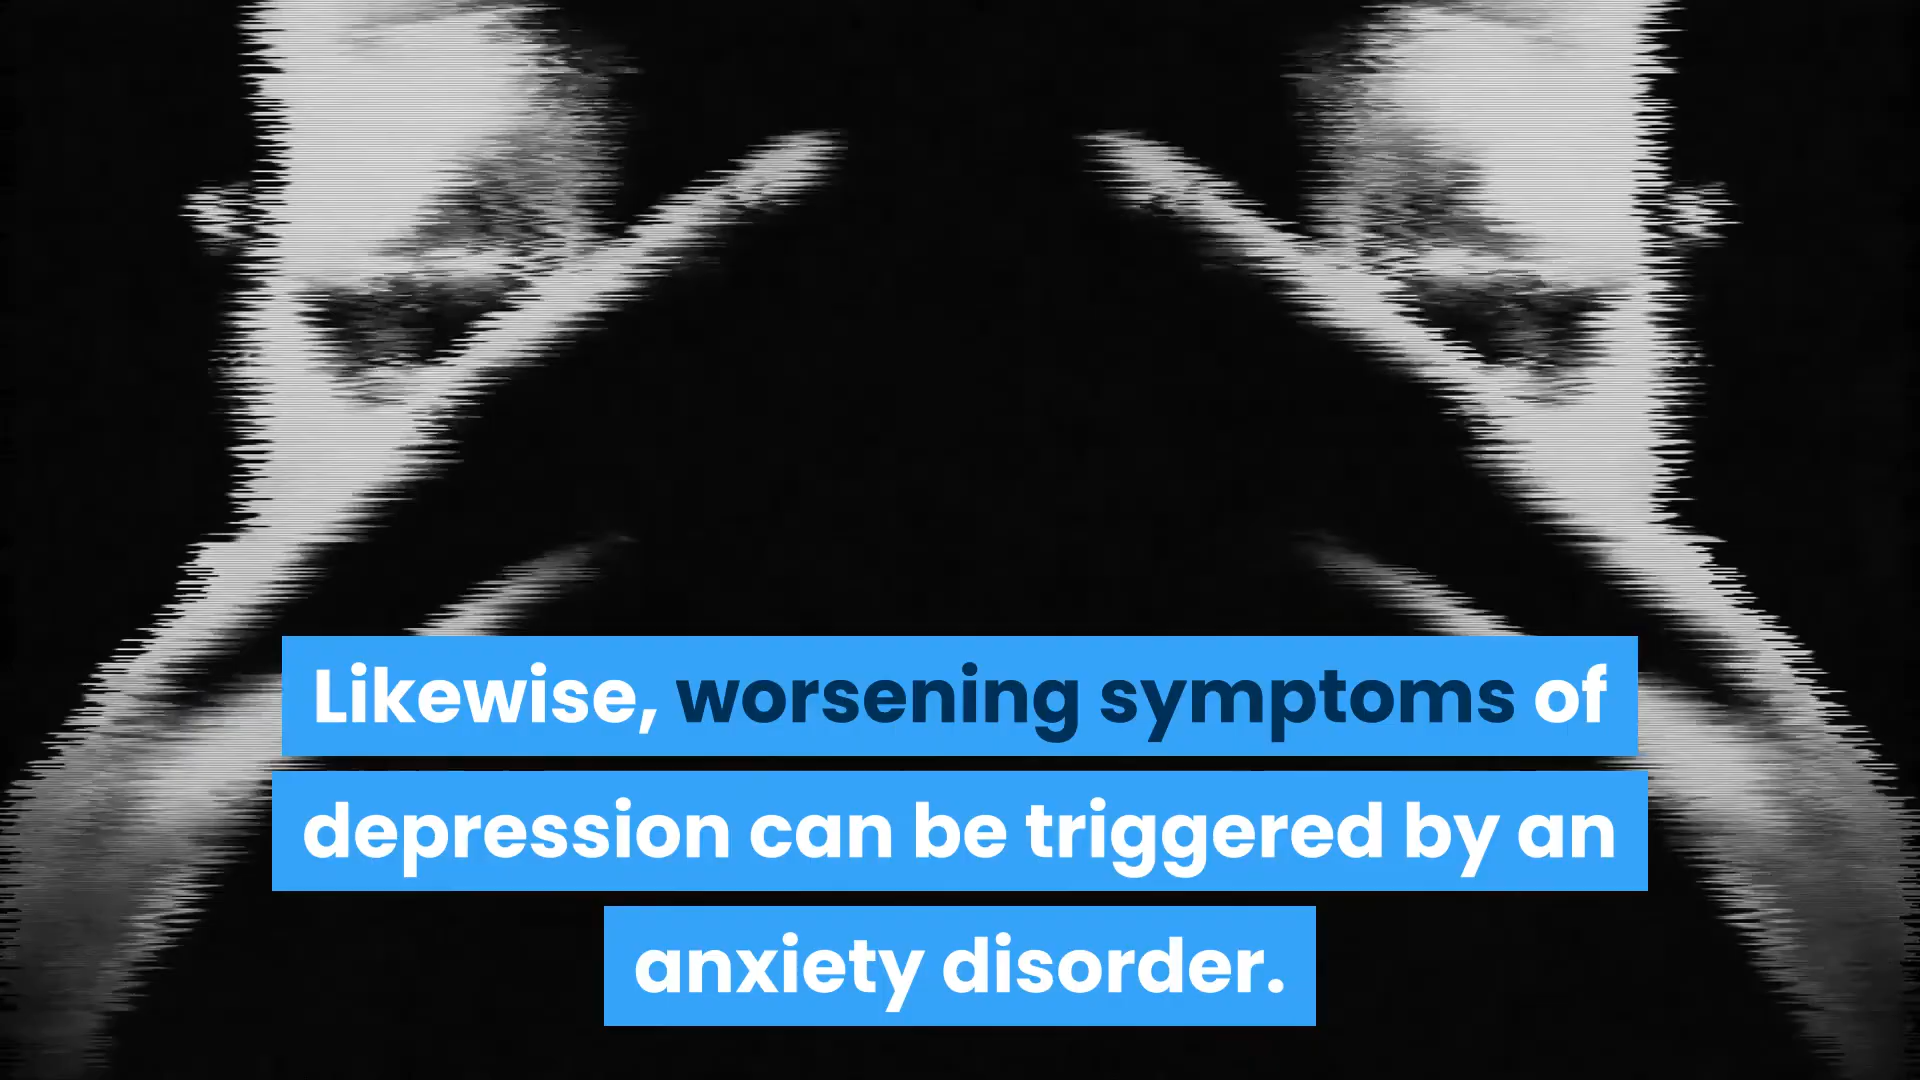 Likewise, worsening symptoms of
depression can be triggered by an
anxiety disorder.